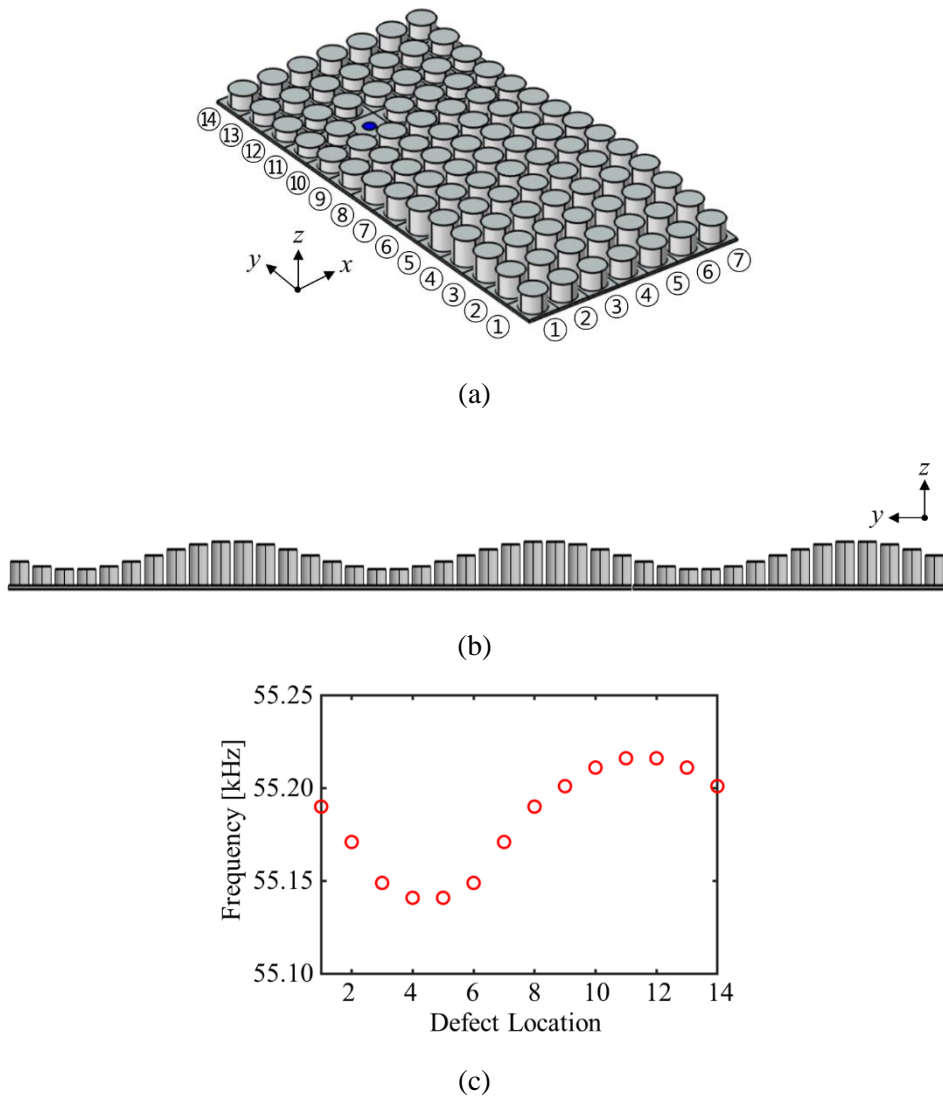 ⑭ ⑬ ⑫ ⑪ ⑩ ⑨ ⑧ ⑦ ⑥ ⑤ ④ ③ ② ①
① ② ③ ④ ⑤ ⑥ ⑦
z
y x
(a)
z
y
(b)
55.25
55.20
55.15
55.10
Frequency [kHz]
2 4 6 8 10 12 14
Defect Location
(c)